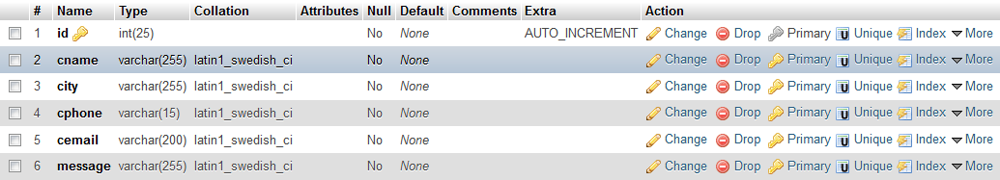 # Name Type Collation Attributes Null Default Comments Extra Action
1 id int(25) No None AUTO_INCREMENT Change Drop Primary Unique Index More
2 cname varchar(255) latin1_swedish_ci No None Change Drop Primary Unique Index More
3 city varchar(255) latin1_swedish_ci No None Change Drop Primary Unique Index More
4 cphone varchar(15) latin1_swedish_ci No None Change Drop Primary Unique Index More
5 cemail varchar(200) latin1_swedish_ci No None Change Drop Primary Unique Index More
6 message varchar(255) latin1_swedish_ci No None Change Drop Primary Unique Index More